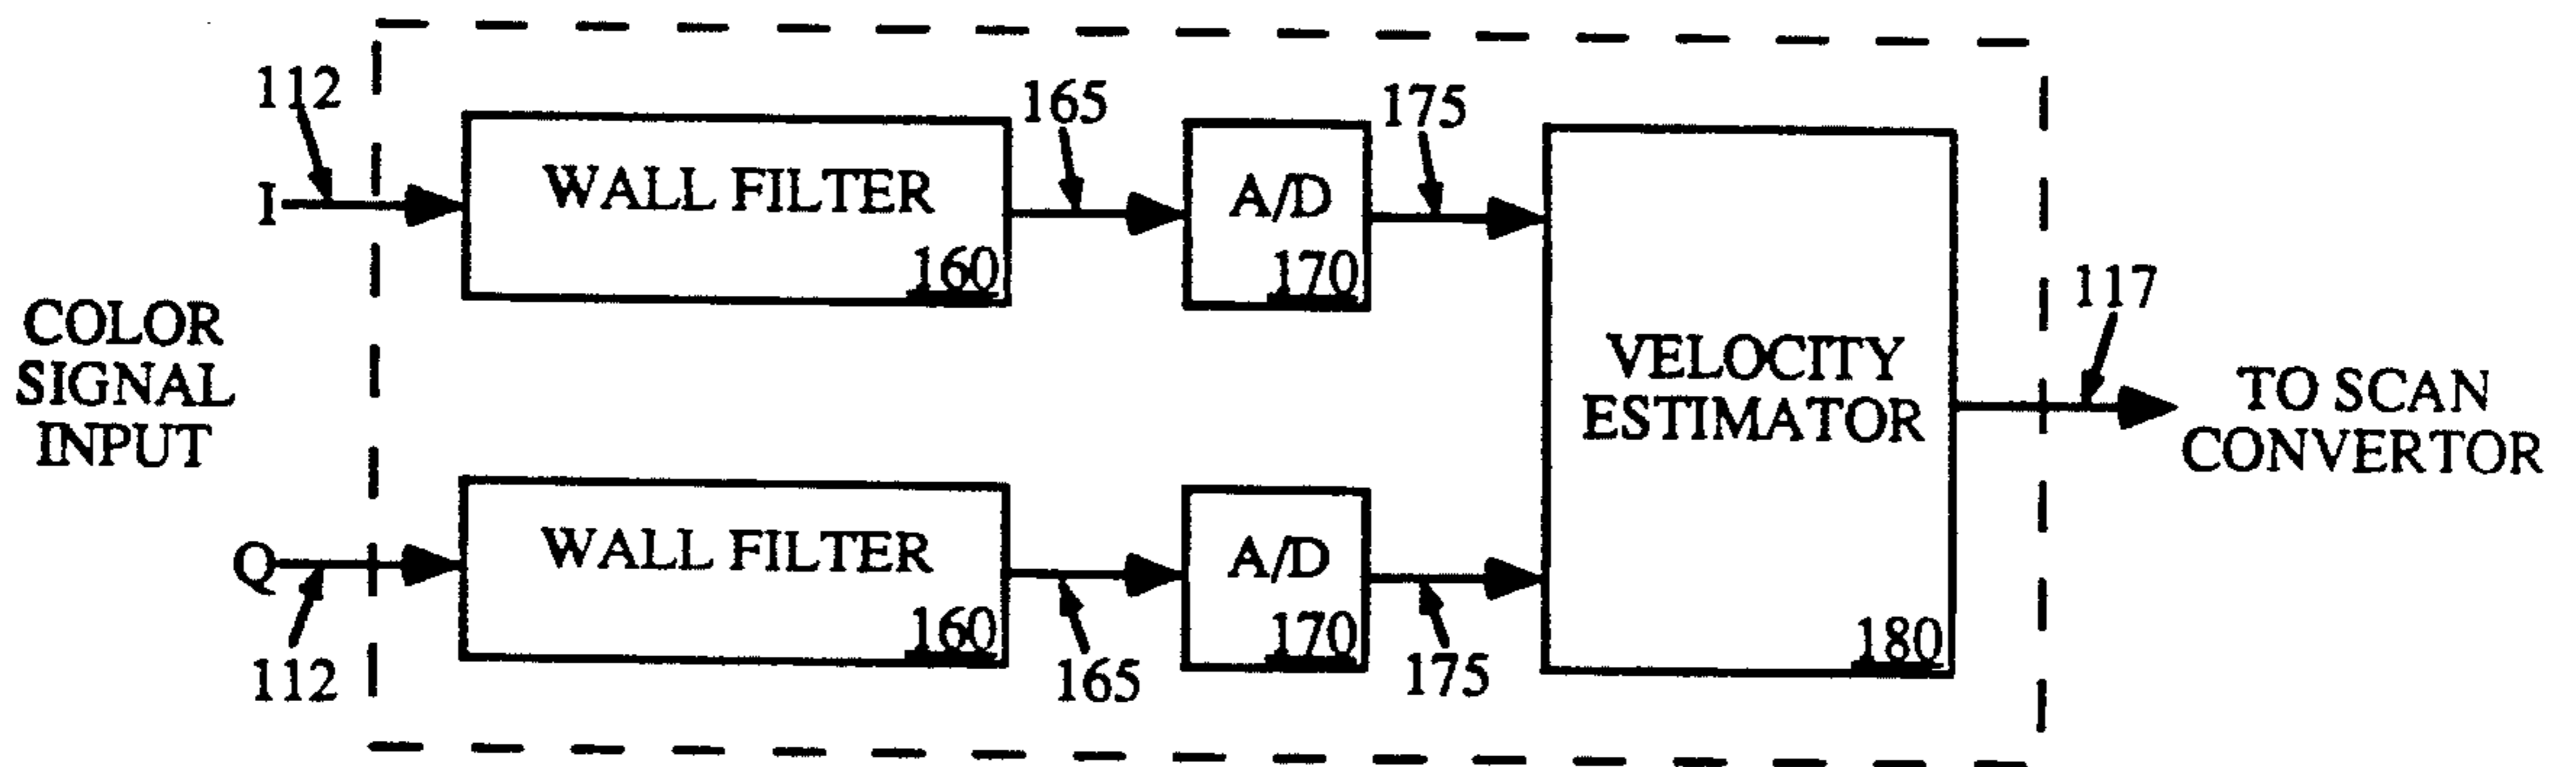 112
I
WALL FILTER
160
165
A/D
170
175
COLOR
SIGNAL
INPUT
VELOCITY
ESTIMATOR
180
117
TO SCAN
CONVERTOR
Q
112
WALL FILTER
160
165
A/D
170
175